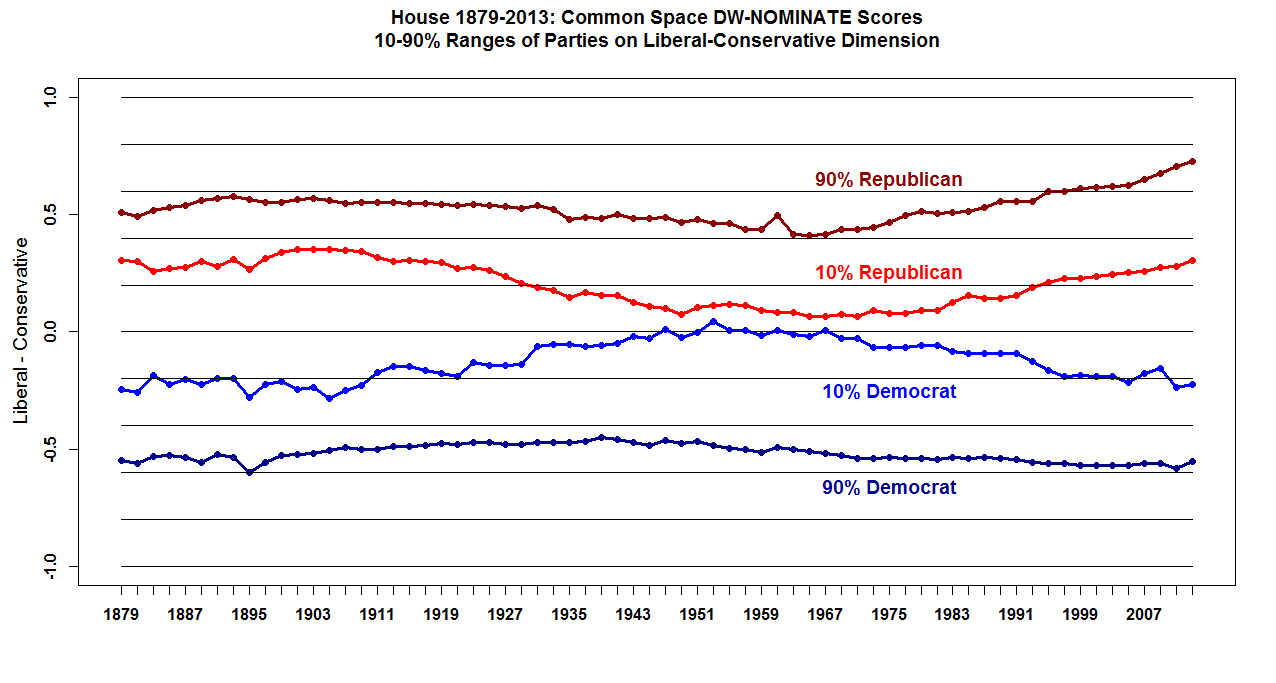 House 1879-2013: Common Space DW-NOMINATE Scores
10-90% Ranges of Parties on Liberal-Conservative Dimension
Liberal - Conservative
1.0
0.5
0.0
-0.5
-1.0
90% Republican
10% Republican
10% Democrat
90% Democrat
1879 1887 1895 1903 1911 1919 1927 1935 1943 1951 1959 1967 1975 1983 1991 1999 2007